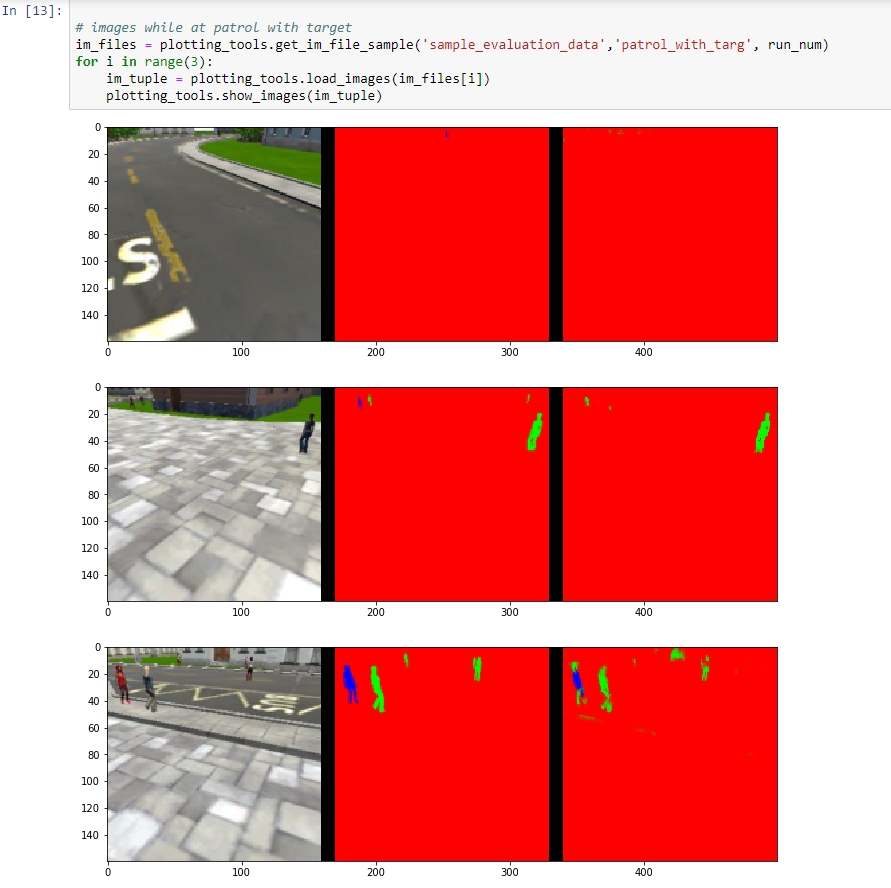 In [13]:
# images while at patrol with target
im_files = plotting_tools.get_im_file_sample('sample_evaluation_data','patrol_with_targ', run_num)
for i in range(3):
    im_tuple = plotting_tools.load_images(im_files[i])
    plotting_tools.show_images(im_tuple)
0
20
40
60
80
100
120
140
S
0 100 200 300 400
0
20
40
60
80
100
120
140
0 100 200 300 400
0
20
40
60
80
100
120
140
0 100 200 300 400